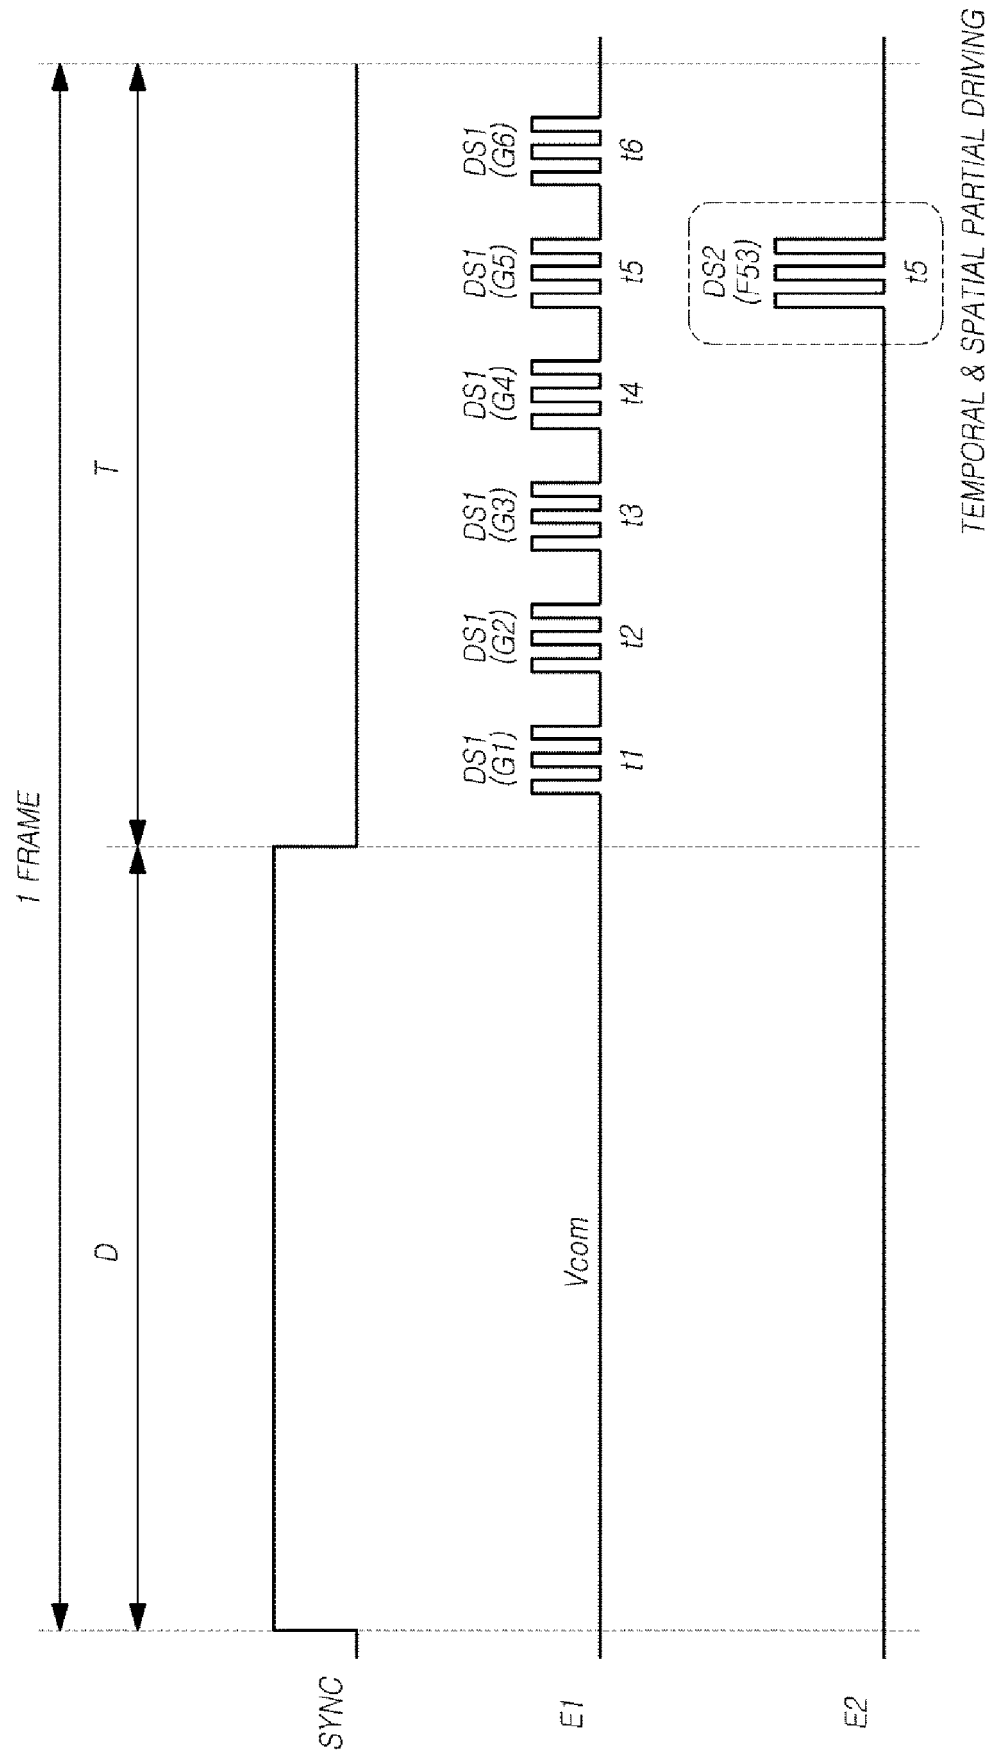 1 FRAME
D
T
SYNC
E1
Vcom
DS1
(G1)
DS1
(G2)
DS1
(G3)
DS1
(G4)
DS1
(G5)
DS1
(G6)
t1
t2
t3
t4
t5
t6
E2
DS2
(F53)
t5
TEMPORAL & SPATIAL PARTIAL DRIVING